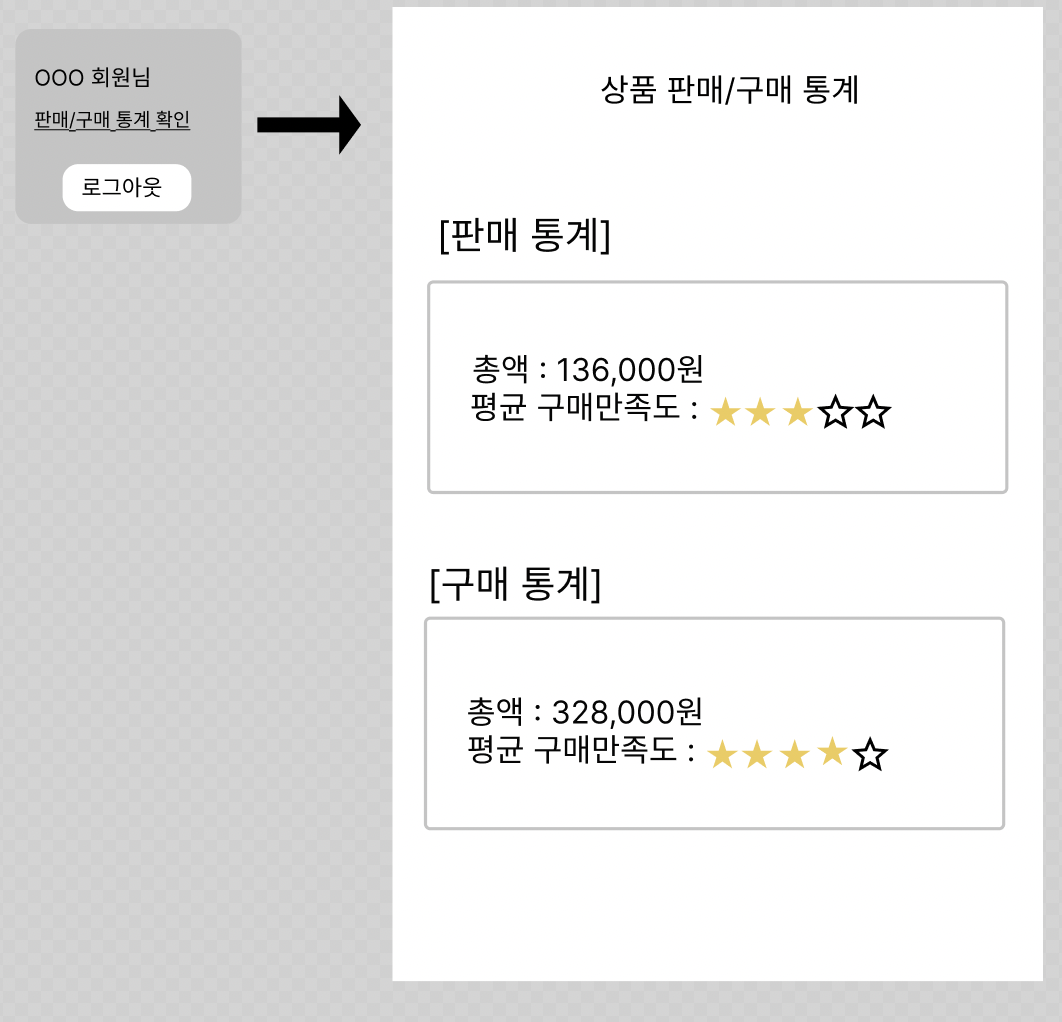 OOO 회원님
판매/구매 통계 확인
로그아웃
상품 판매/구매 통계
[판매 통계]
총액 : 136,000원
평균 구매만족도 : ★★★☆☆
[구매 통계]
총액 : 328,000원
평균 구매만족도 : ★★★★☆